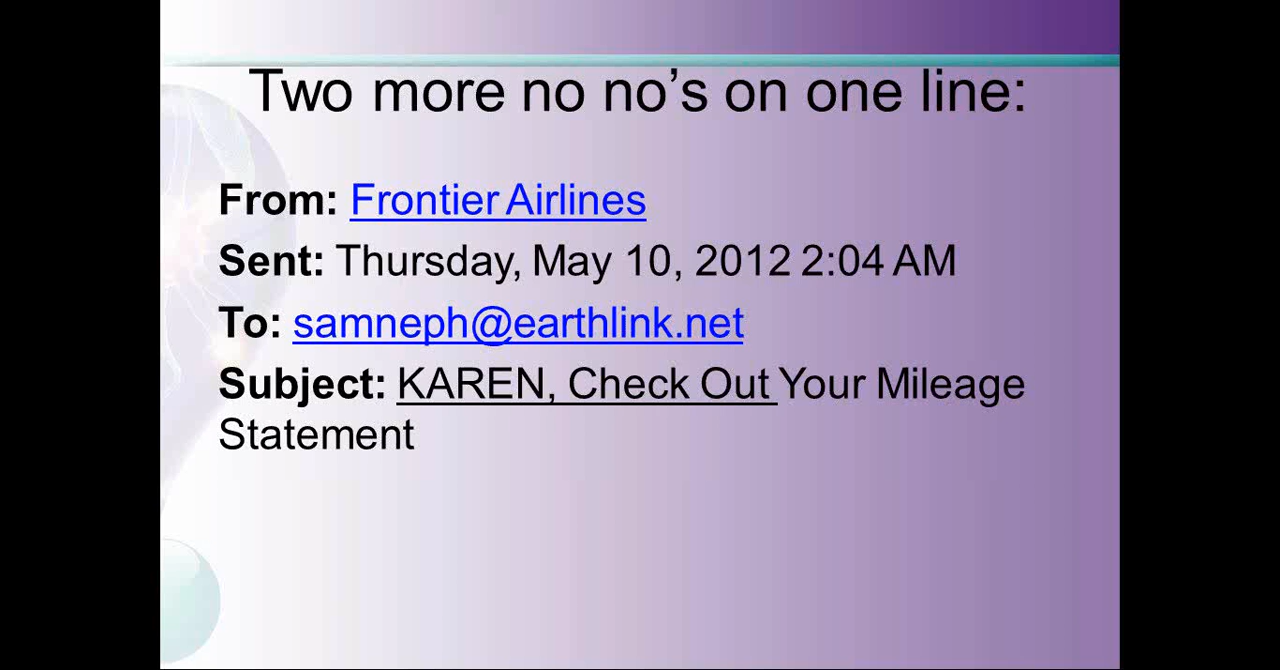 Two more no no’s on one line:
From: Frontier Airlines
Sent: Thursday, May 10, 2012 2:04 AM
To: samneph@earthlink.net
Subject: KAREN, Check Out Your Mileage
Statement